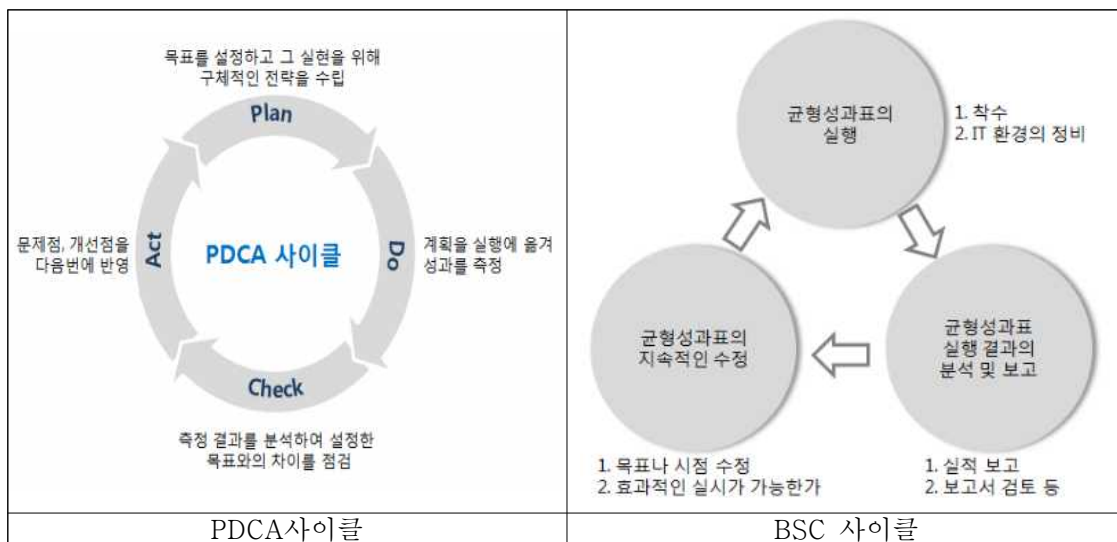 목표를 설정하고 그 실현을 위해
구체적인 전략을 수립
Plan
문제점, 개선점을
다음번에 반영
Act
PDCA 사이클
Do
계획을 실행에 옮겨
성과를 측정
Check
측정 결과를 분석하여 설정한
목표와의 차이를 점검
PDCA사이클
균형성과표의
실행
1. 착수
2. IT 환경의 정비
균형성과표의
지속적인 수정
균형성과표
실행 결과의
분석 및 보고
1. 목표나 시점 수정
2. 효과적인 실시가 가능한가
1. 실적 보고
2. 보고서 검토 등
BSC 사이클